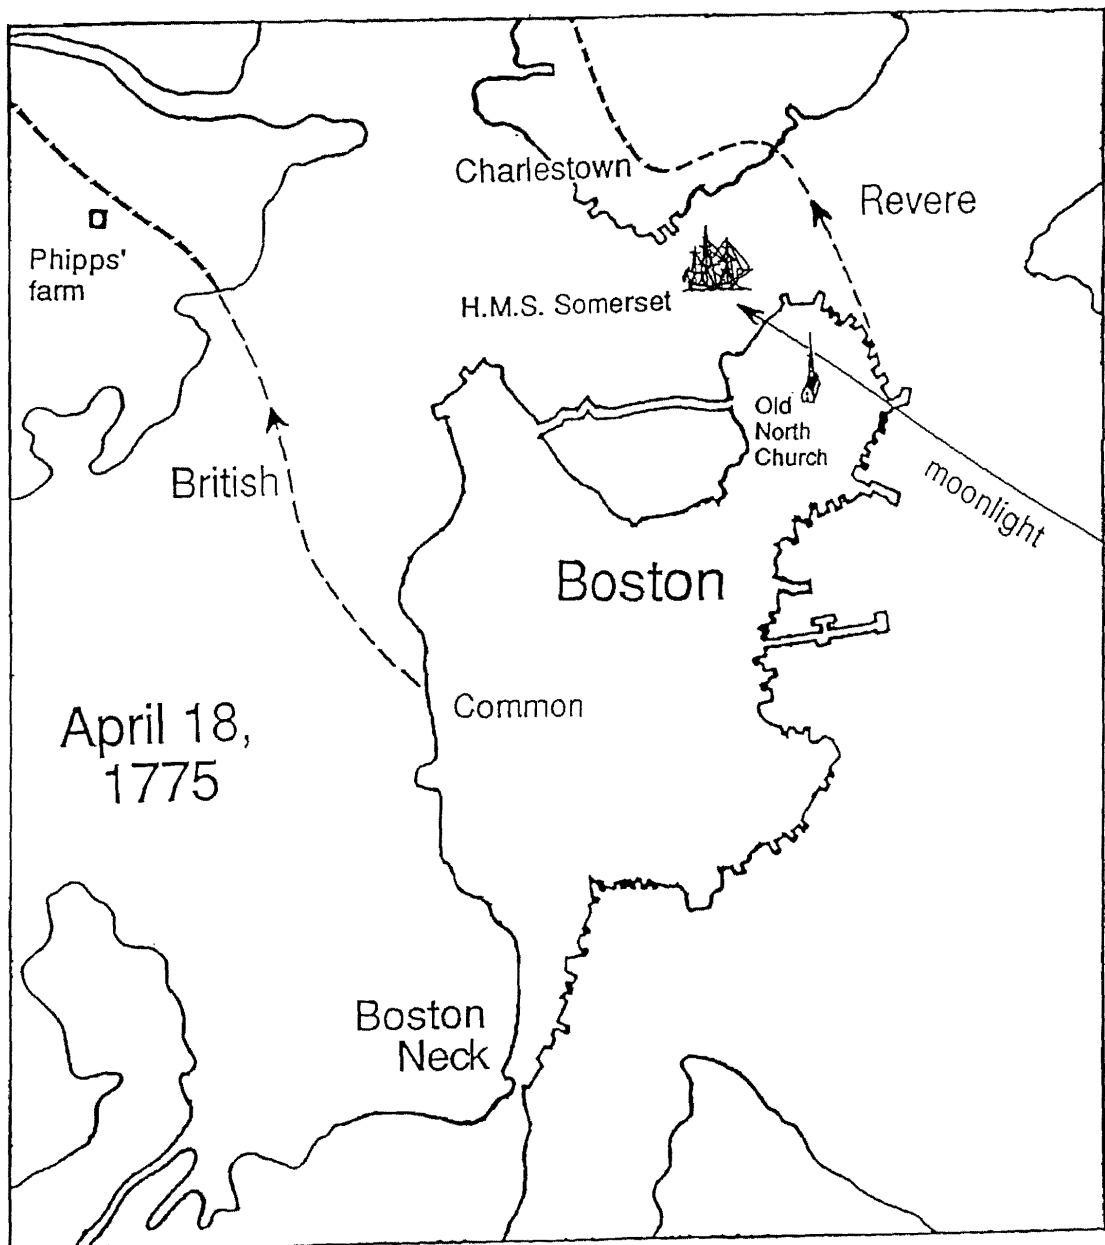 Charlestown
Revere
Phipps'
farm
H.M.S. Somerset
Old
North
Church
British
moonlight
Boston
Common
April 18,
1775
Boston
Neck